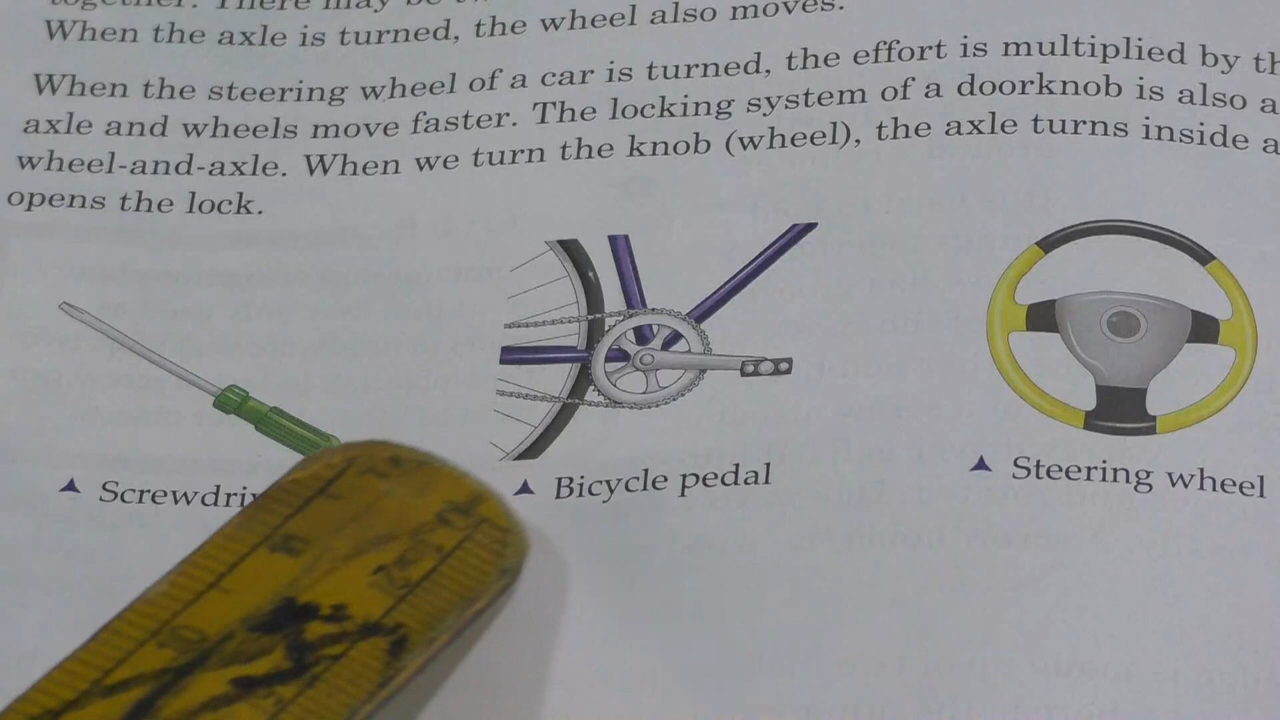 When the axle is turned, the wheel also moves.
When the steering wheel of a car is turned, the effort is multiplied by
axle and wheels move faster. The locking system of a doorknob is also a
wheel-and-axle. When we turn the knob (wheel), the axle turns inside
opens the lock.
▲ Screwdri
▲ Bicycle pedal
▲ Steering wheel